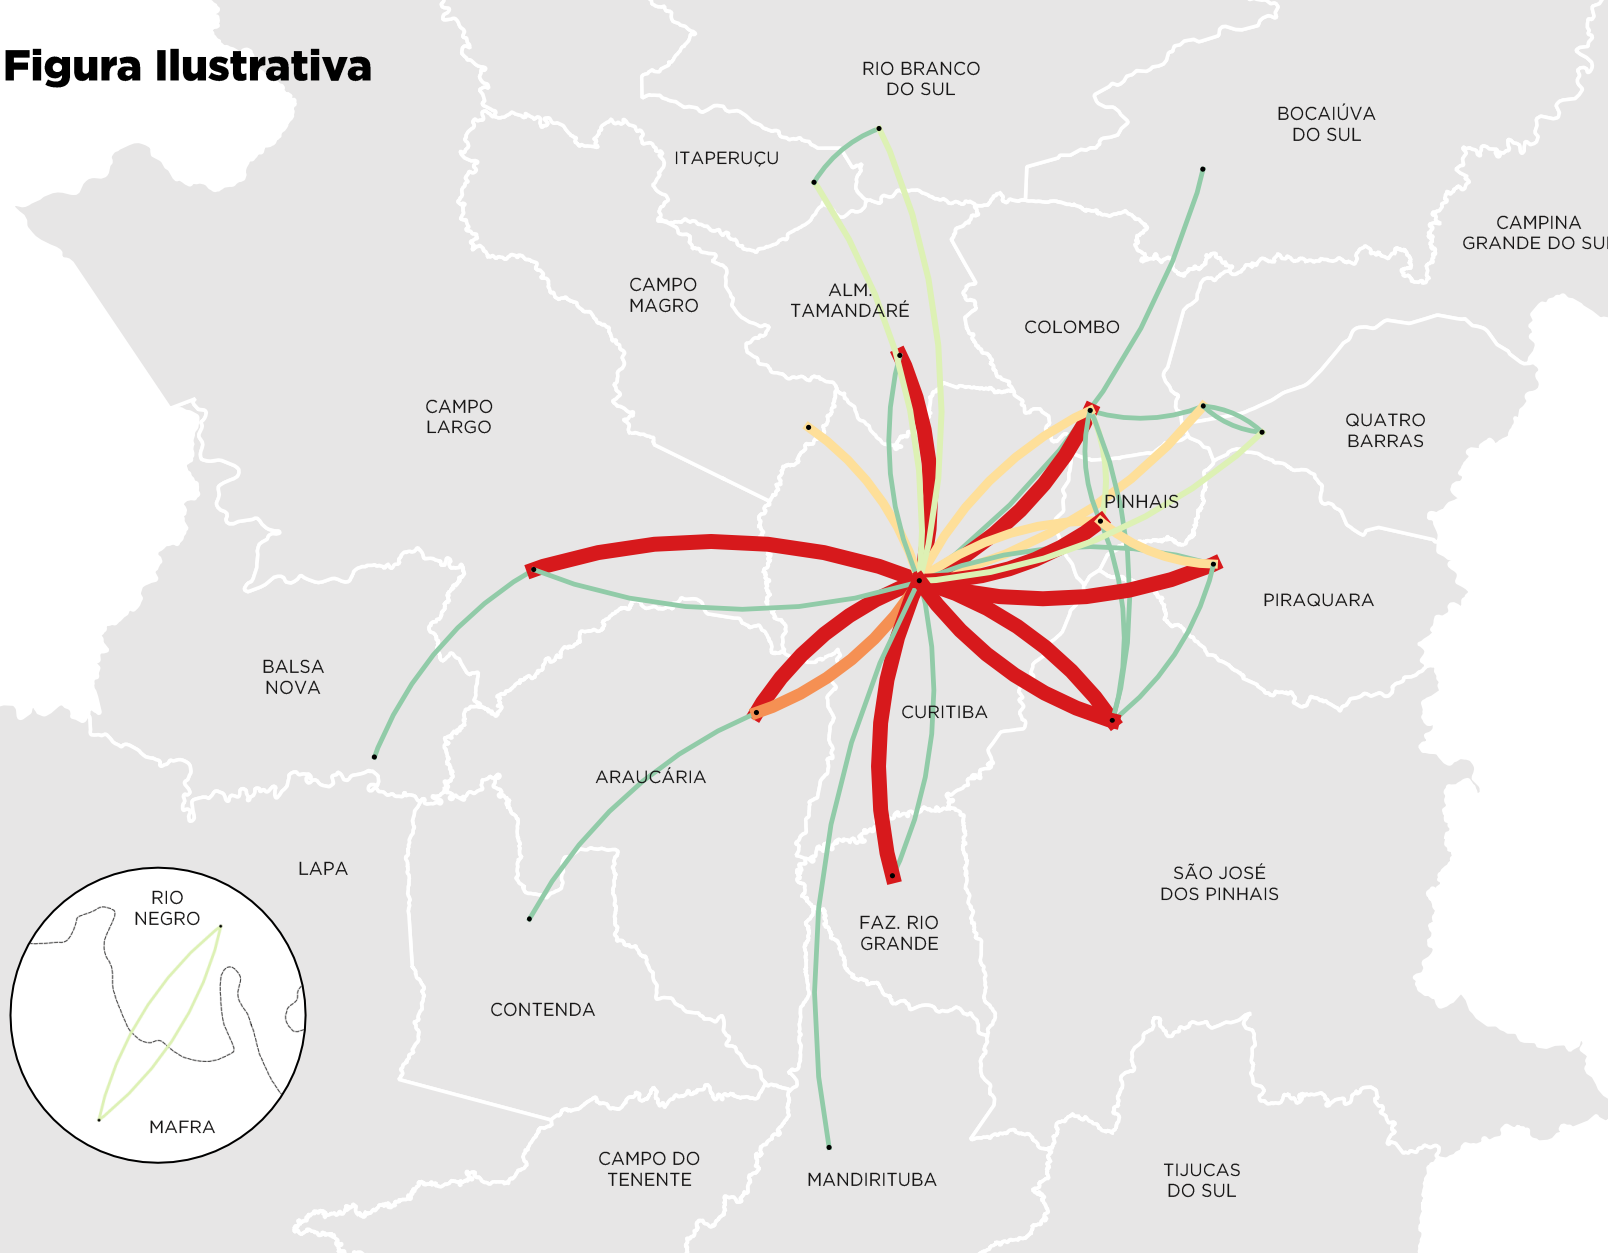 Figura Ilustrativa
RIO BRANCO
DO SUL
BOCAIÚVA
DO SUL
ITAPERUÇU
CAMPINA
GRANDE DO SUL
CAMPO
MAGRO
ALM.
TAMANDARÉ
COLOMBO
CAMPO
LARGO
QUATRO
BARRAS
PINHAIS
PIRAQUARA
BALSA
NOVA
CURITIBA
ARAUCÁRIA
LAPA
SÃO JOSÉ
DOS PINHAIS
RIO
NEGRO
FAZ. RIO
GRANDE
CONTENDA
MAFRA
CAMPO DO
TENENTE
MANDIRITUBA
TIJUCAS
DO SUL